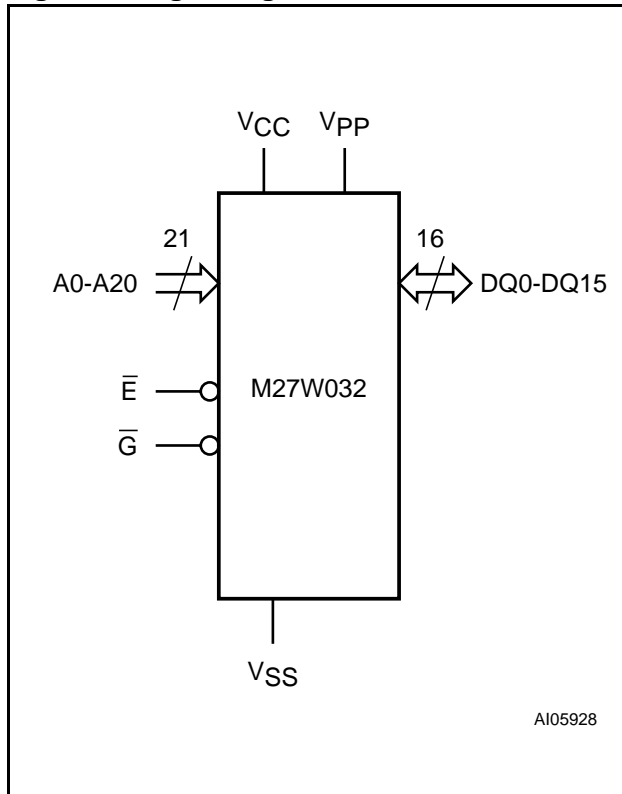 VCC VPP
21 16
A0-A20 DQ0-DQ15
E̅ M27W032
G̅
VSS
AI05928